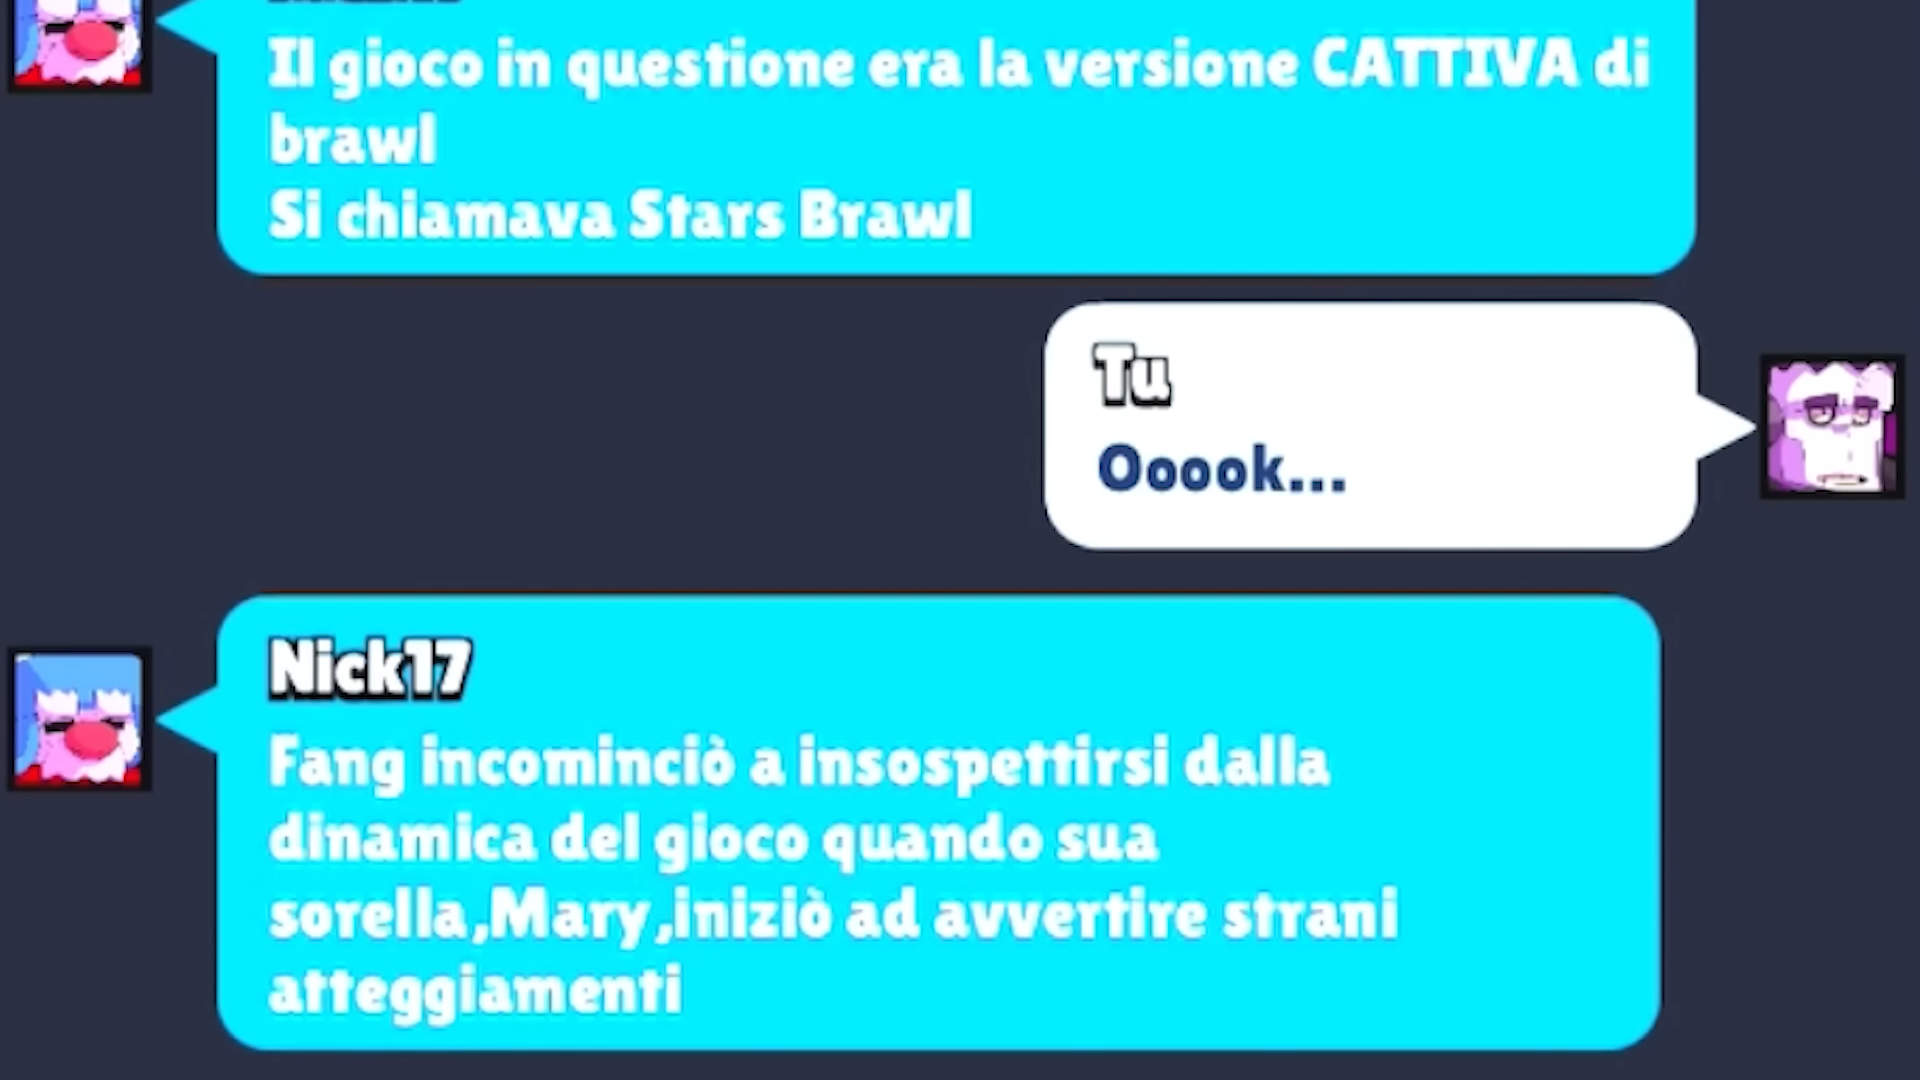 Il gioco in questione era la versione CATTIVA di
brawl
Si chiamava Stars Brawl
Tu
Ooook...
Nick17
Fang incominciò a insospettirsi dalla
dinamica del gioco quando sua
sorella,Mary,iniziò ad avvertire strani
atteggiamenti